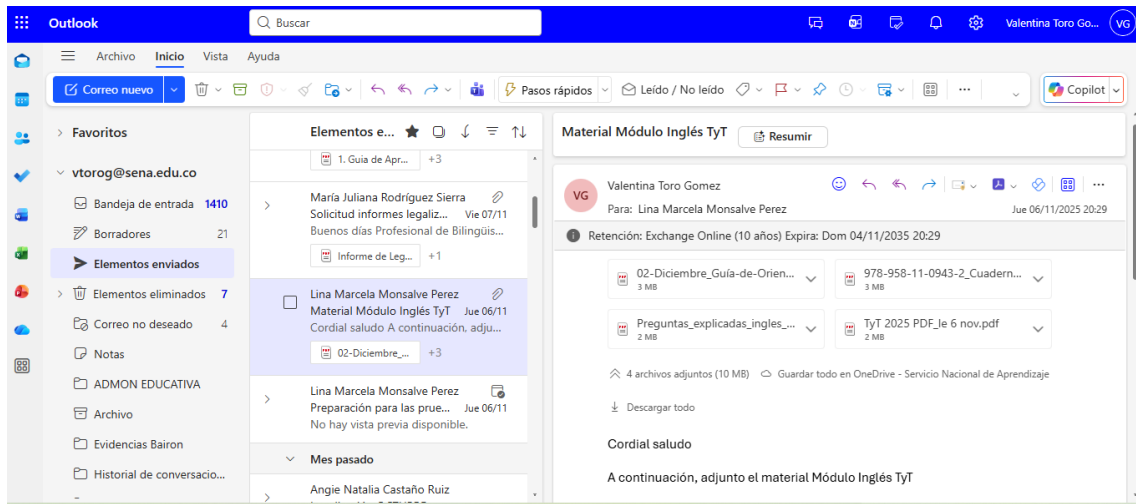 Outlook
Buscar
Valentina Toro Go...
VG
Archivo Inicio Vista Ayuda
Correo nuevo
Pasos rápidos
Leído / No leído
Copilot
Favoritos
vtorog@sena.edu.co
Bandeja de entrada 1410
Borradores 21
Elementos enviados
Elementos eliminados 7
Correo no deseado 4
Notas
ADMON EDUCATIVA
Archivo
Evidencias Bairon
Historial de conversacio...
Elementos e...
1. Guia de Apr... +3
María Juliana Rodríguez Sierra
Solicitud informes legaliz... Vie 07/11
Buenos días Profesional de Bilingüis...
Informe de Leg... +1
Lina Marcela Monsalve Perez
Material Módulo Inglés TyT Jue 06/11
Cordial saludo A continuación, adju...
02-Diciembre_... +3
Lina Marcela Monsalve Perez
Preparación para las prue... Jue 06/11
No hay vista previa disponible.
Mes pasado
Angie Natalia Castaño Ruiz
Material Módulo Inglés TyT
Resumir
VG
Valentina Toro Gomez
Para: Lina Marcela Monsalve Perez
Jue 06/11/2025 20:29
Retención: Exchange Online (10 años) Expira: Dom 04/11/2035 20:29
02-Diciembre_Guía-de-Orien...
3 MB
978-958-11-0943-2_Cuadern...
3 MB
Preguntas_explicadas_ingles_...
2 MB
TyT 2025 PDF_le 6 nov.pdf
2 MB
4 archivos adjuntos (10 MB) Guardar todo en OneDrive - Servicio Nacional de Aprendizaje
Descargar todo
Cordial saludo
A continuación, adjunto el material Módulo Inglés TyT